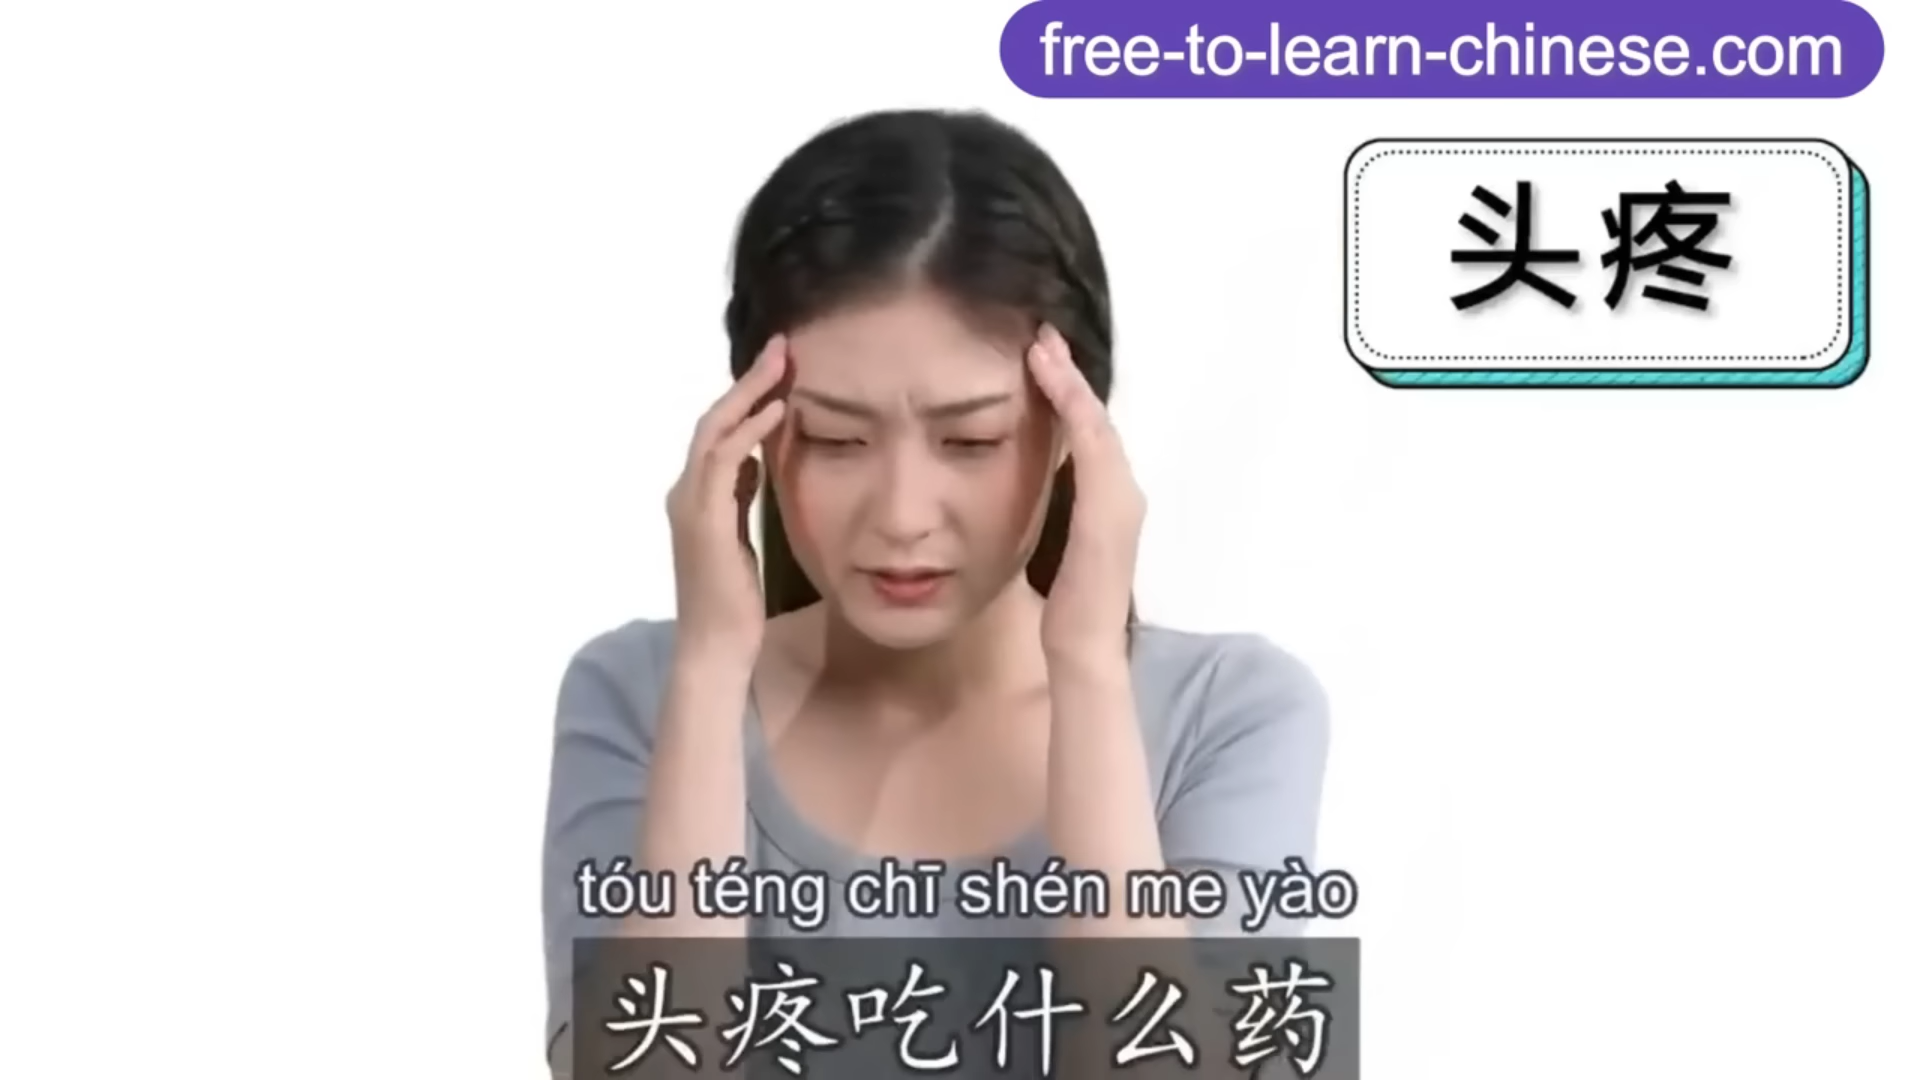 free-to-learn-chinese.com
头疼
tóu téng chī shén me yào
头疼吃什么药